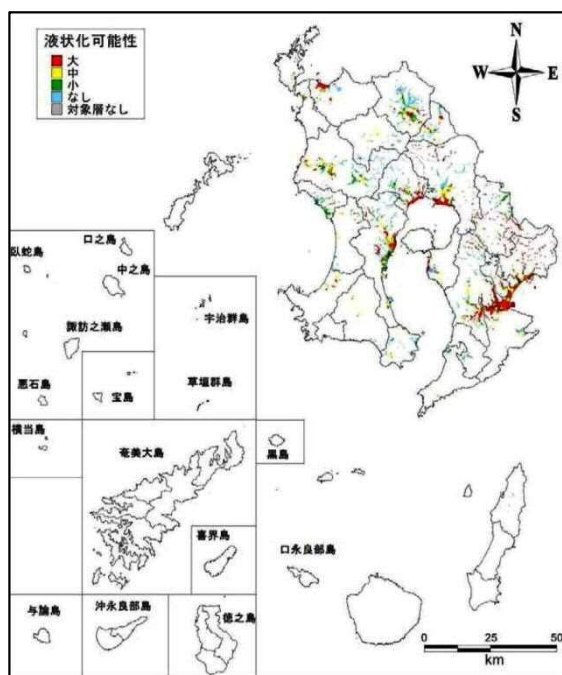 液状化可能性
大
中
小
なし
対象層なし
N
W
E
S
口之島
臥蛇島
中之島
宇治群島
諏訪之瀬島
草垣群島
悪石島
宝島
横当島
奄美大島
黒島
喜界島
口永良部島
与論島
沖永良部島
徳之島
0
25
50
km